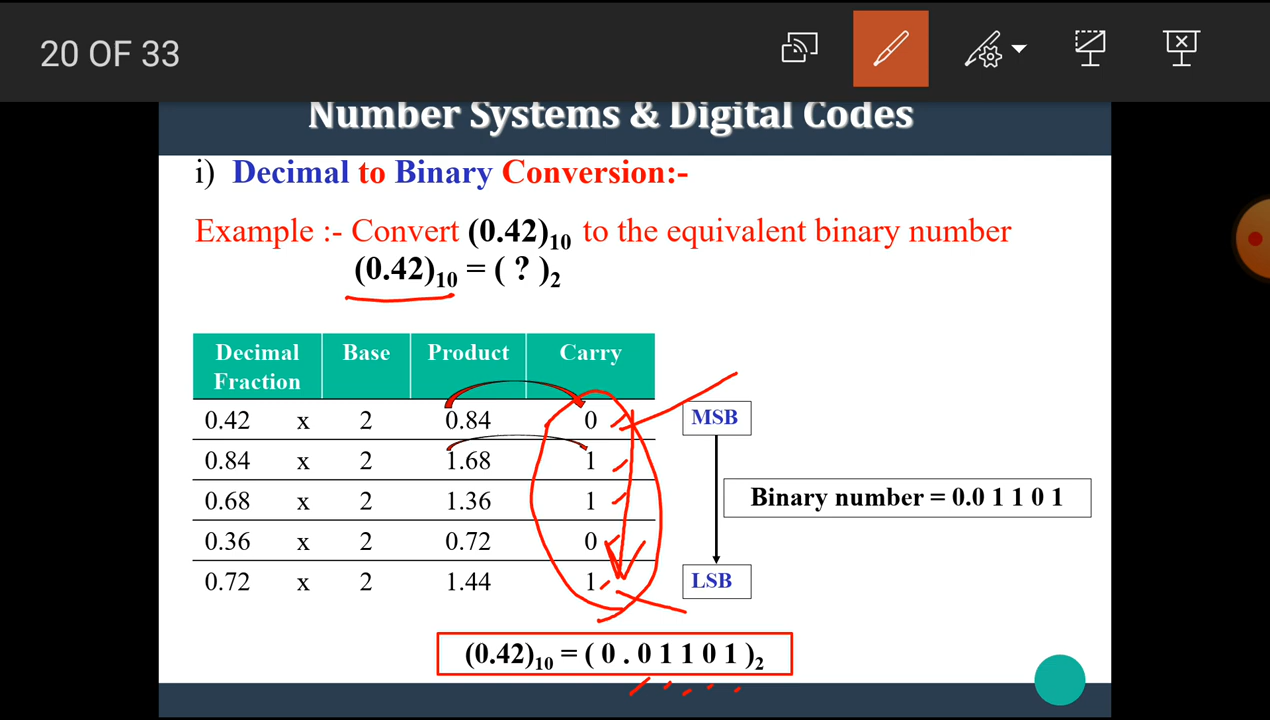 20 OF 33
Number Systems & Digital Codes
i) Decimal to Binary Conversion:-
Example :- Convert (0.42)₁₀ to the equivalent binary number
(0.42)₁₀ = ( ? )₂
Decimal Fraction Base Product Carry
0.42 x 2 0.84 0
0.84 x 2 1.68 1
0.68 x 2 1.36 1
0.36 x 2 0.72 0
0.72 x 2 1.44 1
MSB
Binary number = 0.0 1 1 0 1
LSB
(0.42)₁₀ = ( 0 . 0 1 1 0 1 )₂